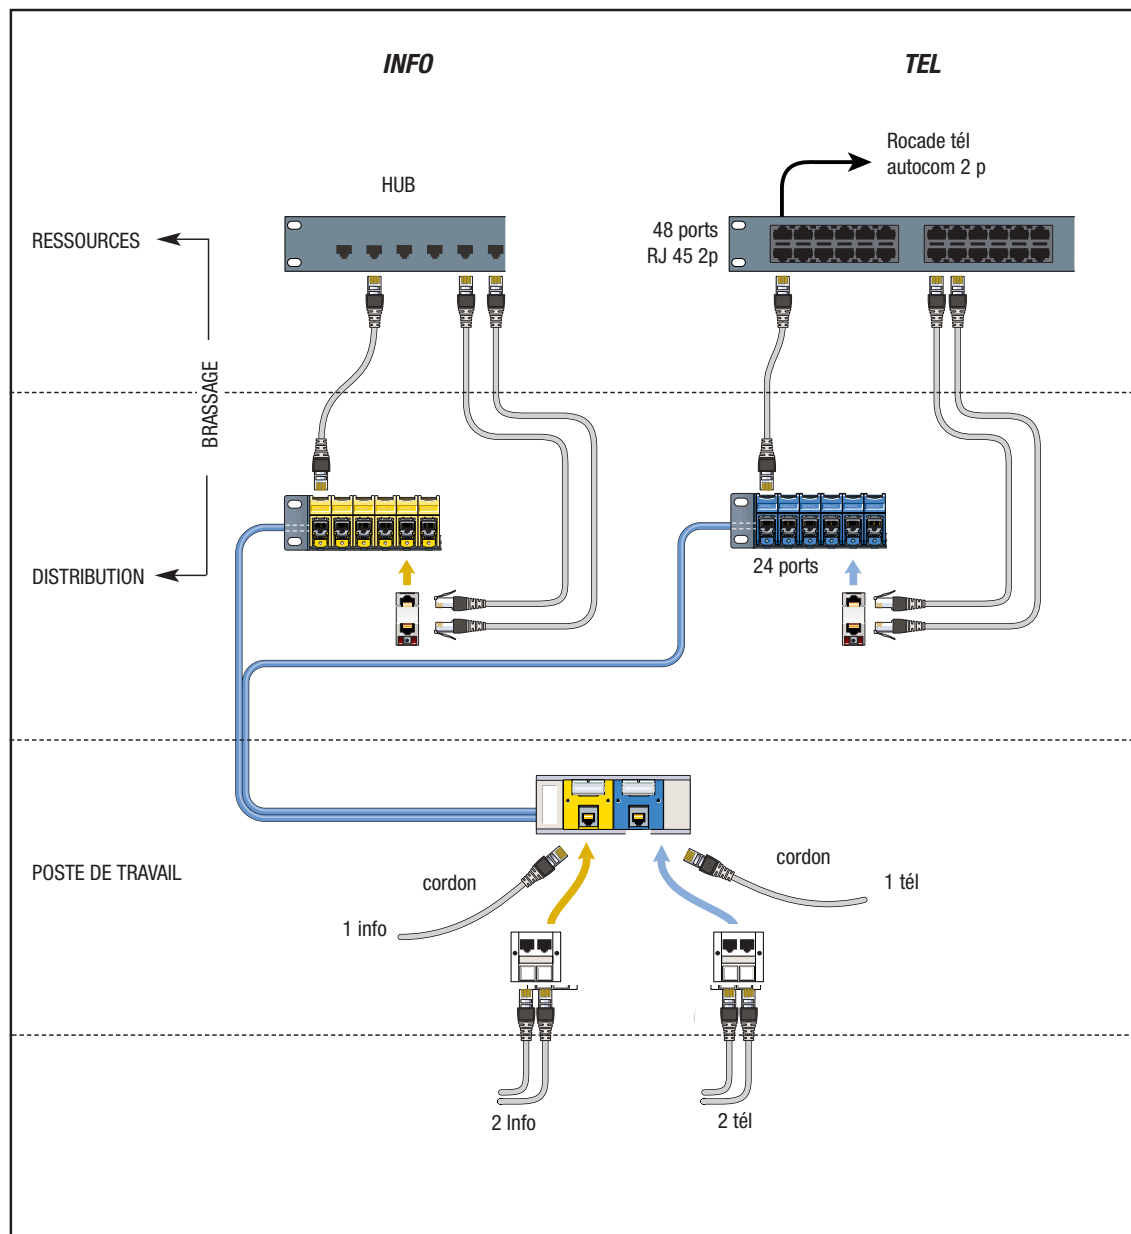 INFO
TEL
Rocade tél
autocom 2 p
HUB
RESSOURCES
48 ports
RJ 45 2p
BRASSAGE
DISTRIBUTION
24 ports
POSTE DE TRAVAIL
cordon
cordon
1 info
1 tél
2 Info
2 tél